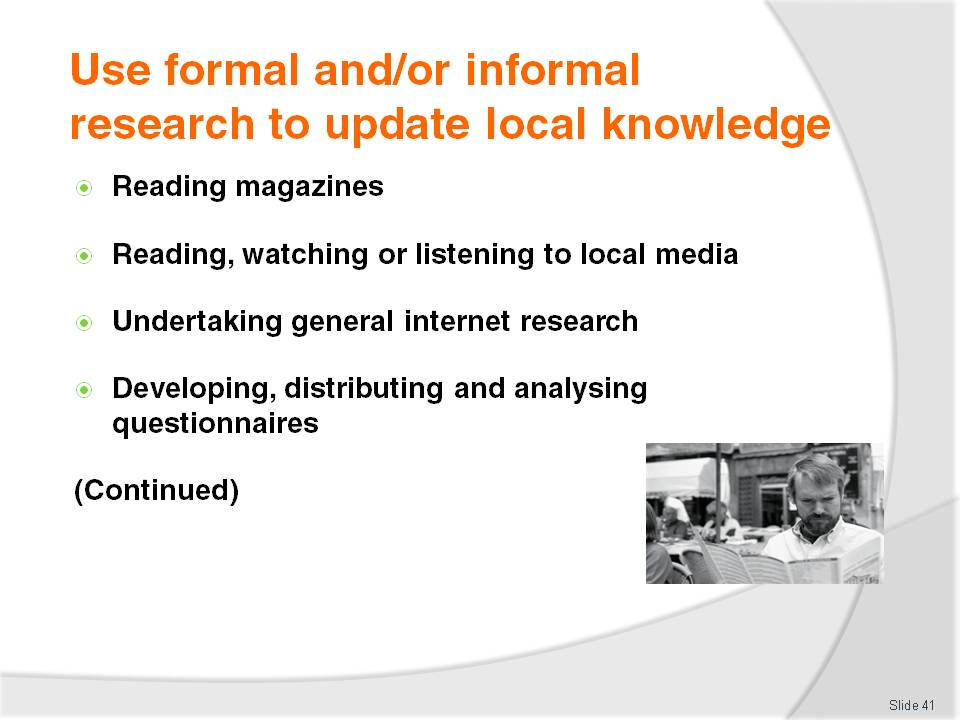 Use formal and/or informal
research to update local knowledge
Reading magazines
Reading, watching or listening to local media
Undertaking general internet research
Developing, distributing and analysing
questionnaires
(Continued)
Slide 41